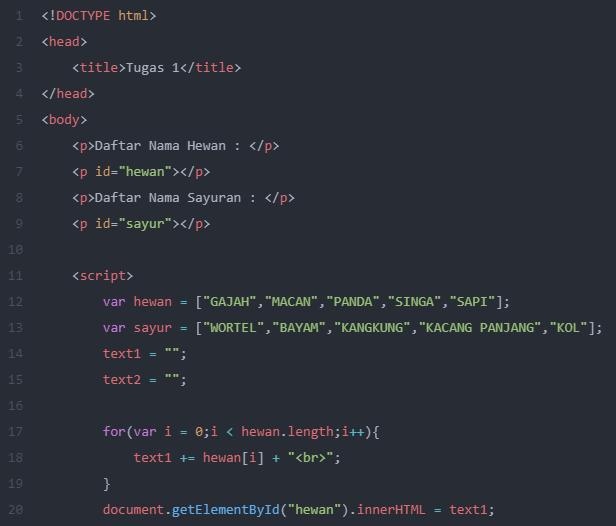 1 <!DOCTYPE html>
2 <head>
3     <title>Tugas 1</title>
4 </head>
5 <body>
6     <p>Daftar Nama Hewan : </p>
7     <p id="hewan"></p>
8     <p>Daftar Nama Sayuran : </p>
9     <p id="sayur"></p>
10
11     <script>
12         var hewan = ["GAJAH","MACAN","PANDA","SINGA","SAPI"];
13         var sayur = ["WORTEL","BAYAM","KANGKUNG","KACANG PANJANG","KOL"];
14         text1 = "";
15         text2 = "";
16
17         for(var i = 0;i < hewan.length;i++){
18             text1 += hewan[i] + "<br>";
19         }
20         document.getElementById("hewan").innerHTML = text1;